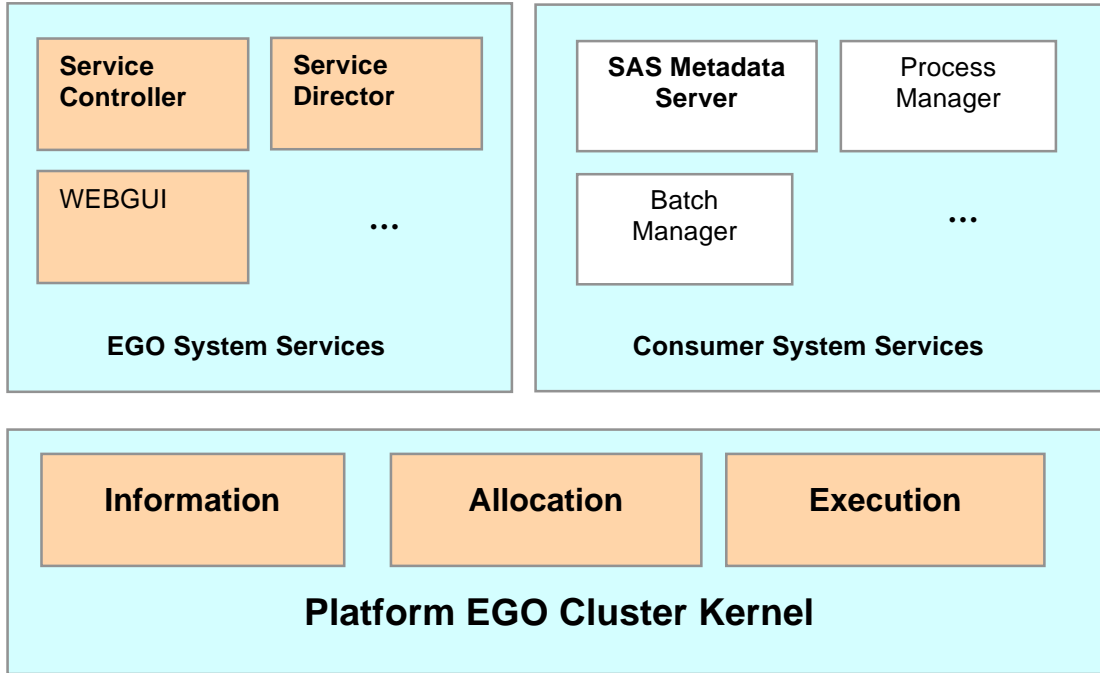 Service
Controller
Service
Director
WEBGUI
...
EGO System Services
SAS Metadata
Server
Process
Manager
Batch
Manager
...
Consumer System Services
Information
Allocation
Execution
Platform EGO Cluster Kernel